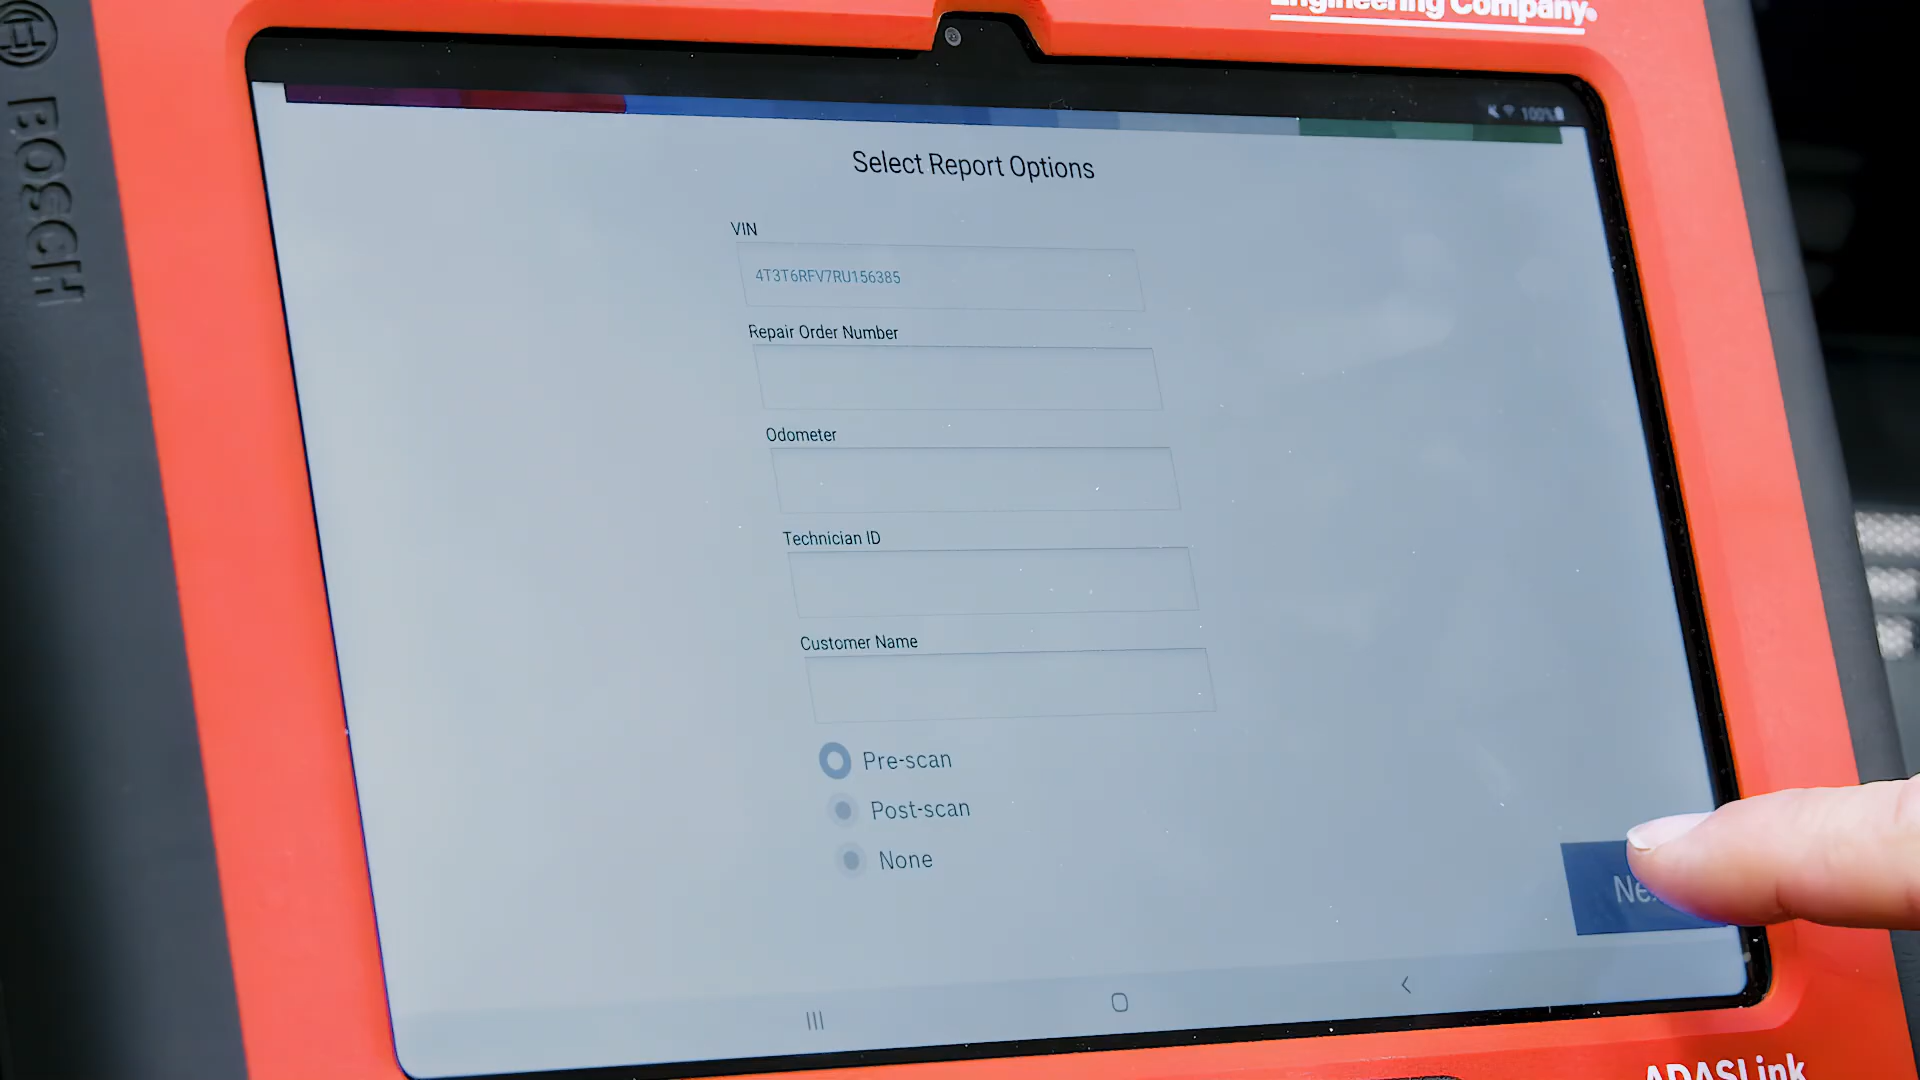 Engineering Company®
BOSCH
100%
Select Report Options
VIN
4T3T6RFV7RU156385
Repair Order Number
Odometer
Technician ID
Customer Name
Pre-scan
Post-scan
None
ADASLink